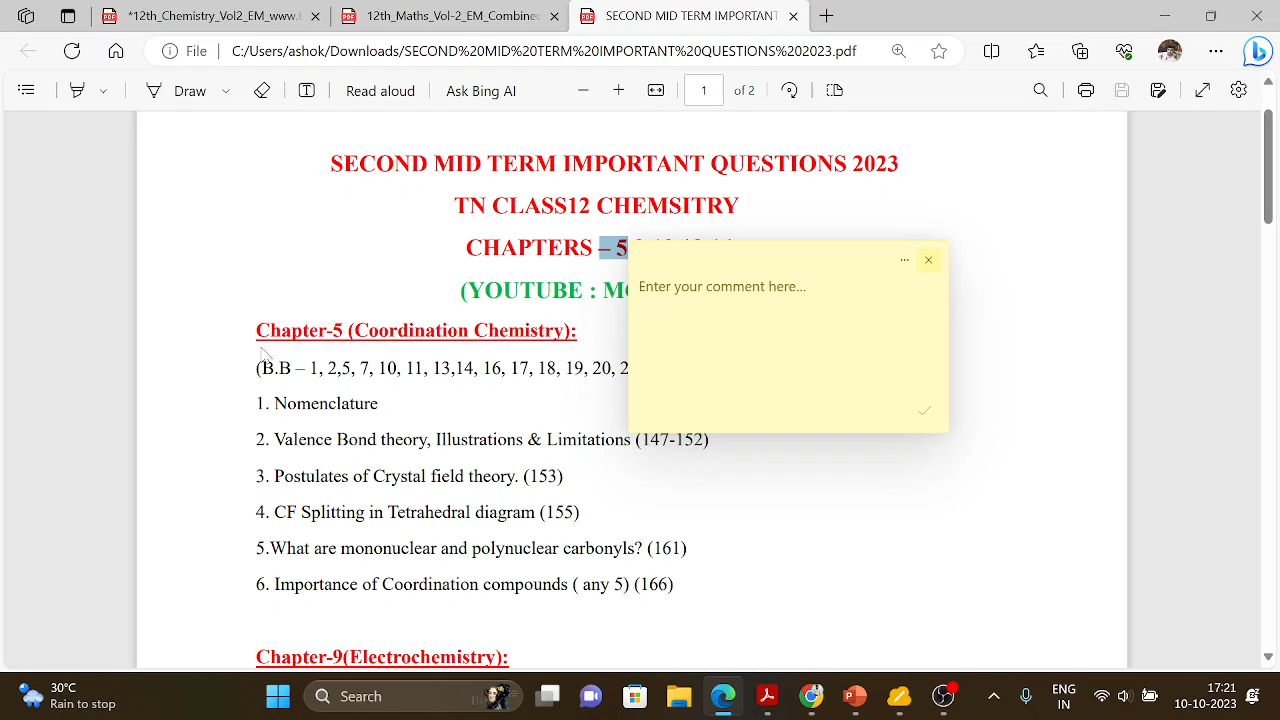 *12th_Chemistry_Vol2_EM_www.t
12th_Maths_Vol-2_EM_Combined
SECOND MID TERM IMPORTANT
File
C:/Users/ashok/Downloads/SECOND%20MID%20TERM%20IMPORTANT%20QUESTIONS%202023.pdf
Draw
Read aloud
Ask Bing AI
1
of 2
SECOND MID TERM IMPORTANT QUESTIONS 2023
TN CLASS12 CHEMSITRY
CHAPTERS – 5
(YOUTUBE :
Enter your comment here...
Chapter-5 (Coordination Chemistry):
(B.B – 1, 2,5, 7, 10, 11, 13,14, 16, 17, 18, 19, 20,
1. Nomenclature
2. Valence Bond theory, Illustrations & Limitations (147-152)
3. Postulates of Crystal field theory. (153)
4. CF Splitting in Tetrahedral diagram (155)
5.What are mononuclear and polynuclear carbonyls? (161)
6. Importance of Coordination compounds ( any 5) (166)
Chapter-9(Electrochemistry):
30°C
Rain to stop
Search
ENG
IN
17:21
10-10-2023